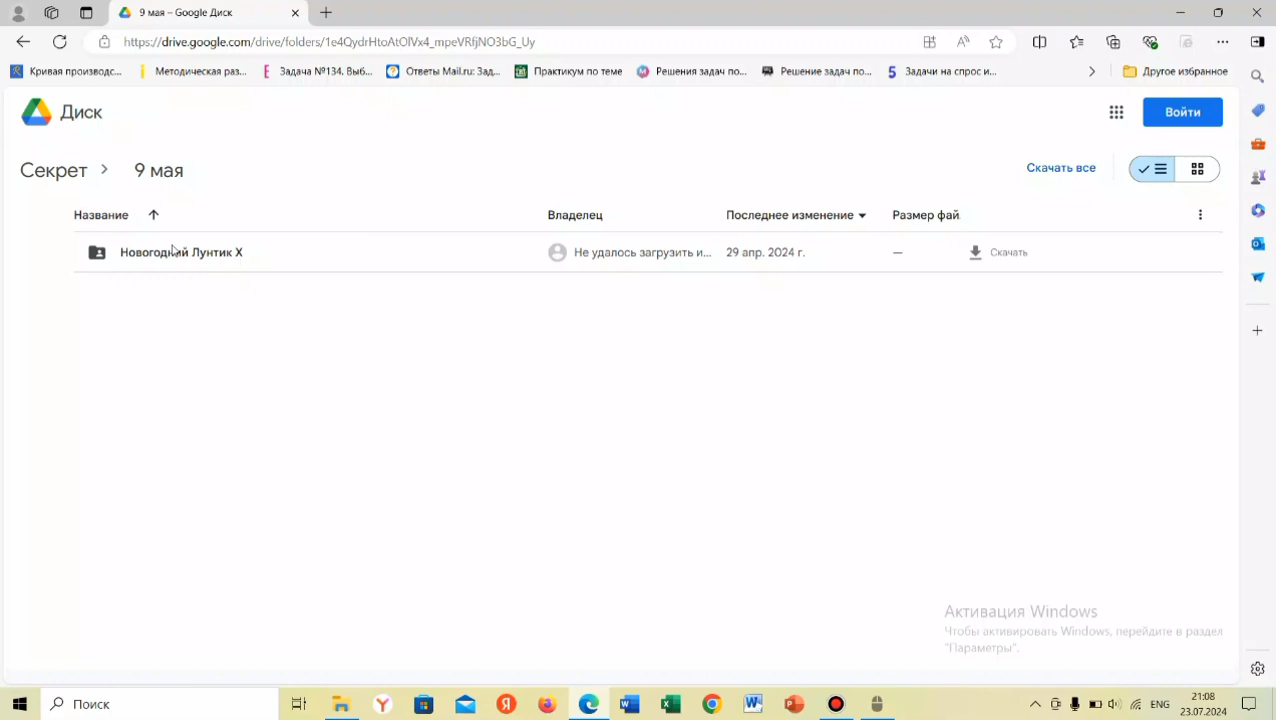 9 мая – Google Диск
https://drive.google.com/drive/folders/1e4QydrHtoAtOlVx4_mpeVRfjNO3bG_Uy
Кривая производс...
Методическая раз...
Задача №134. Выб...
Ответы Mail.ru: Зад...
Практикум по теме
Решения задач по...
Решение задач по...
Задачи на спрос и...
Другое избранное
Диск
Войти
Секрет > 9 мая
Скачать все
Название
Владелец
Последнее изменение
Размер фай
Новогодний Лунтик X
Не удалось загрузить и...
29 апр. 2024 г.
—
Скачать
Активация Windows
Чтобы активировать Windows, перейдите в раздел
"Параметры".
Поиск
ENG
21:08
23.07.2024